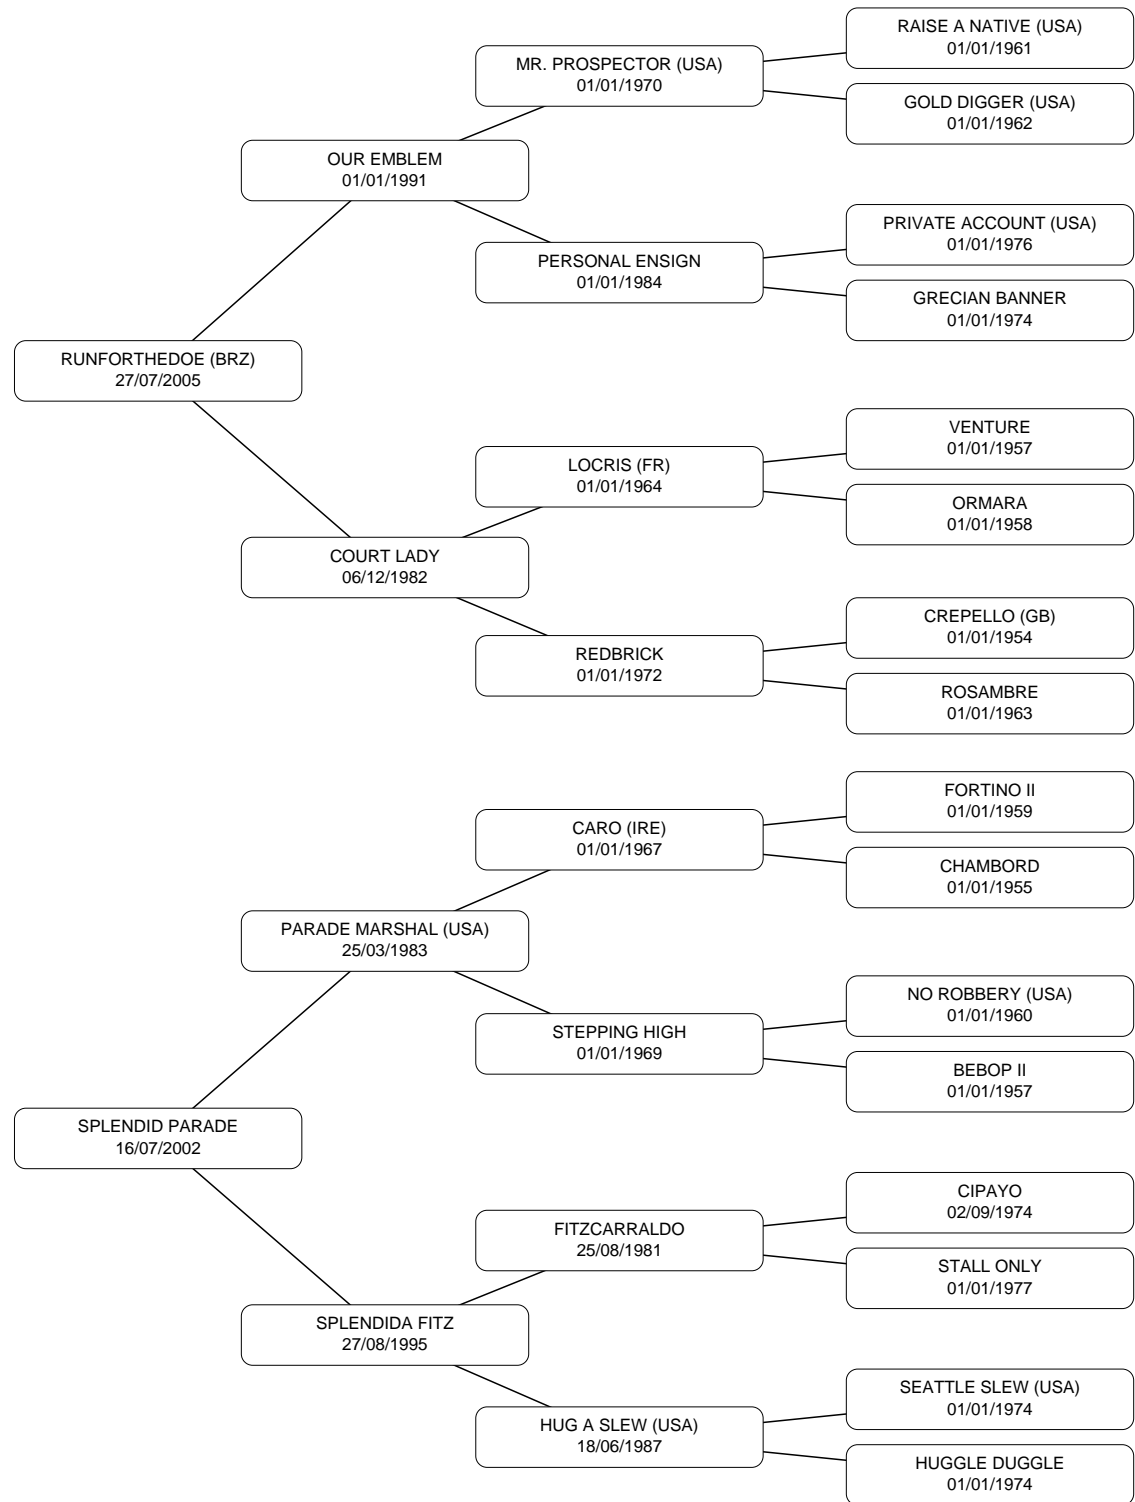 RAISE A NATIVE (USA)
01/01/1961
MR. PROSPECTOR (USA)
01/01/1970
GOLD DIGGER (USA)
01/01/1962
OUR EMBLEM
01/01/1991
PRIVATE ACCOUNT (USA)
01/01/1976
PERSONAL ENSIGN
01/01/1984
GRECIAN BANNER
01/01/1974
RUNFORTHEDOE (BRZ)
27/07/2005
VENTURE
01/01/1957
LOCRIS (FR)
01/01/1964
ORMARA
01/01/1958
COURT LADY
06/12/1982
CREPELLO (GB)
01/01/1954
REDBRICK
01/01/1972
ROSAMBRE
01/01/1963
FORTINO II
01/01/1959
CARO (IRE)
01/01/1967
CHAMBORD
01/01/1955
PARADE MARSHAL (USA)
25/03/1983
NO ROBBERY (USA)
01/01/1960
STEPPING HIGH
01/01/1969
BEBOP II
01/01/1957
SPLENDID PARADE
16/07/2002
CIPAYO
02/09/1974
FITZCARRALDO
25/08/1981
STALL ONLY
01/01/1977
SPLENDIDA FITZ
27/08/1995
SEATTLE SLEW (USA)
01/01/1974
HUG A SLEW (USA)
18/06/1987
HUGGLE DUGGLE
01/01/1974